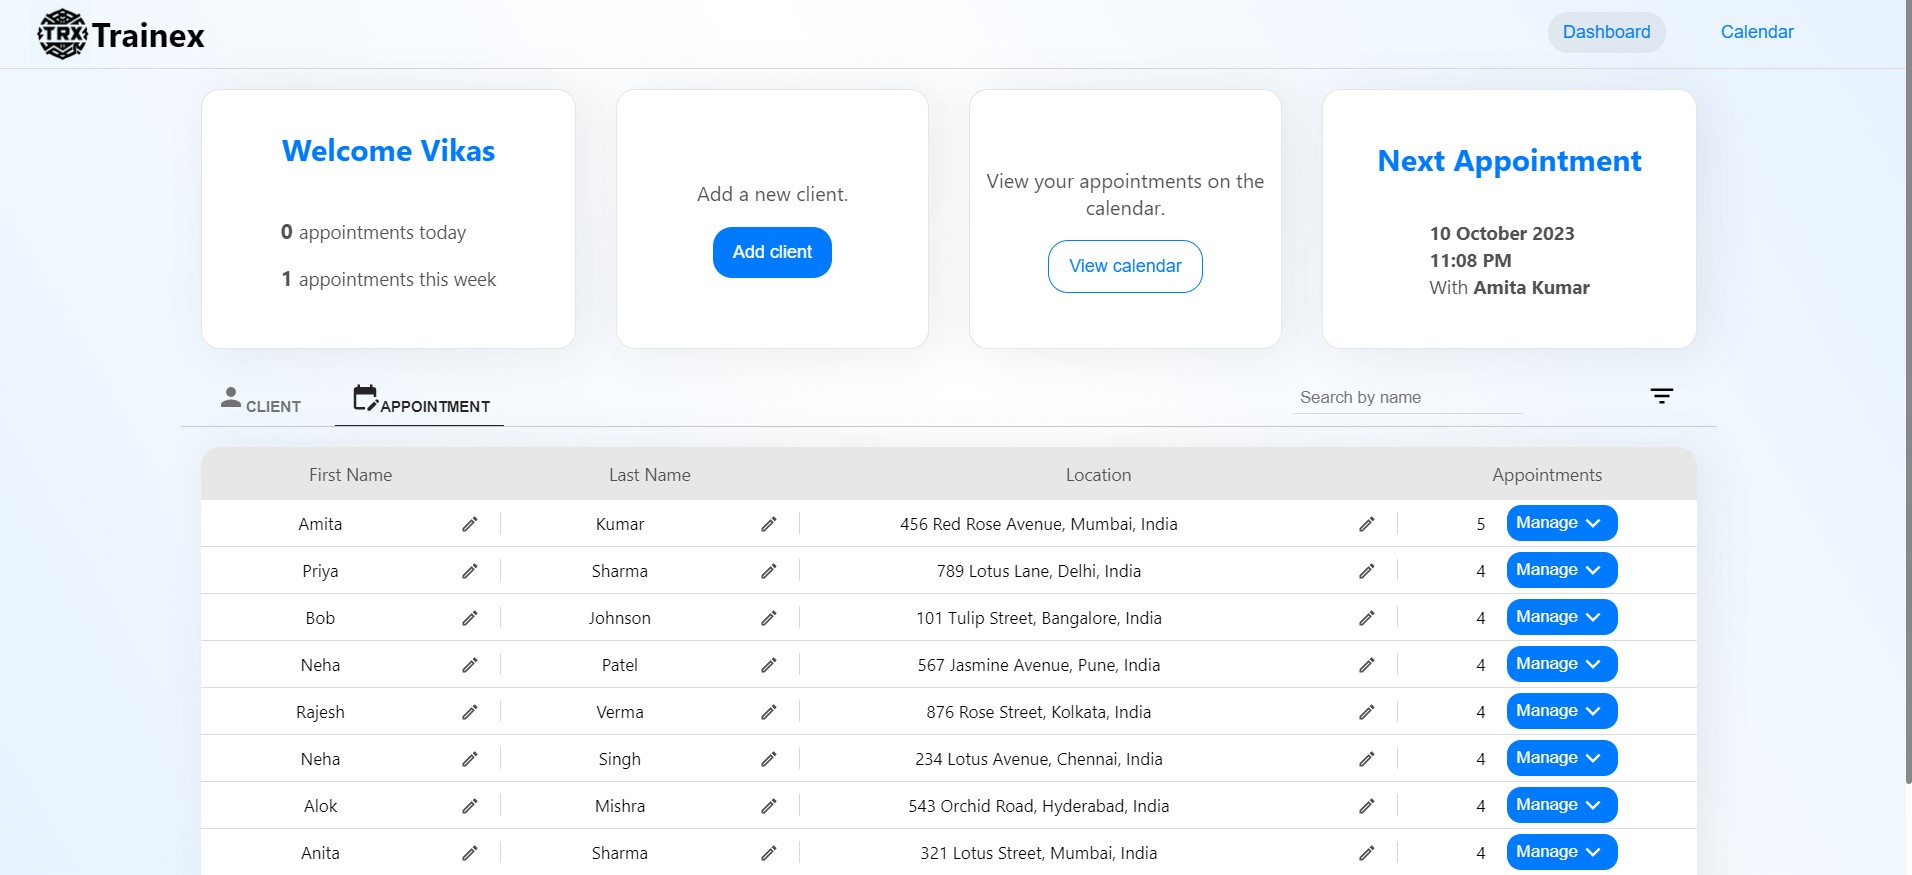 TRX Trainex Dashboard Calendar
Welcome Vikas
0 appointments today
1 appointments this week
Add a new client.
Add client
View your appointments on the
calendar.
View calendar
Next Appointment
10 October 2023
11:08 PM
With Amita Kumar
CLIENT APPOINTMENT Search by name
First Name Last Name Location Appointments
Amita Kumar 456 Red Rose Avenue, Mumbai, India 5 Manage
Priya Sharma 789 Lotus Lane, Delhi, India 4 Manage
Bob Johnson 101 Tulip Street, Bangalore, India 4 Manage
Neha Patel 567 Jasmine Avenue, Pune, India 4 Manage
Rajesh Verma 876 Rose Street, Kolkata, India 4 Manage
Neha Singh 234 Lotus Avenue, Chennai, India 4 Manage
Alok Mishra 543 Orchid Road, Hyderabad, India 4 Manage
Anita Sharma 321 Lotus Street, Mumbai, India 4 Manage